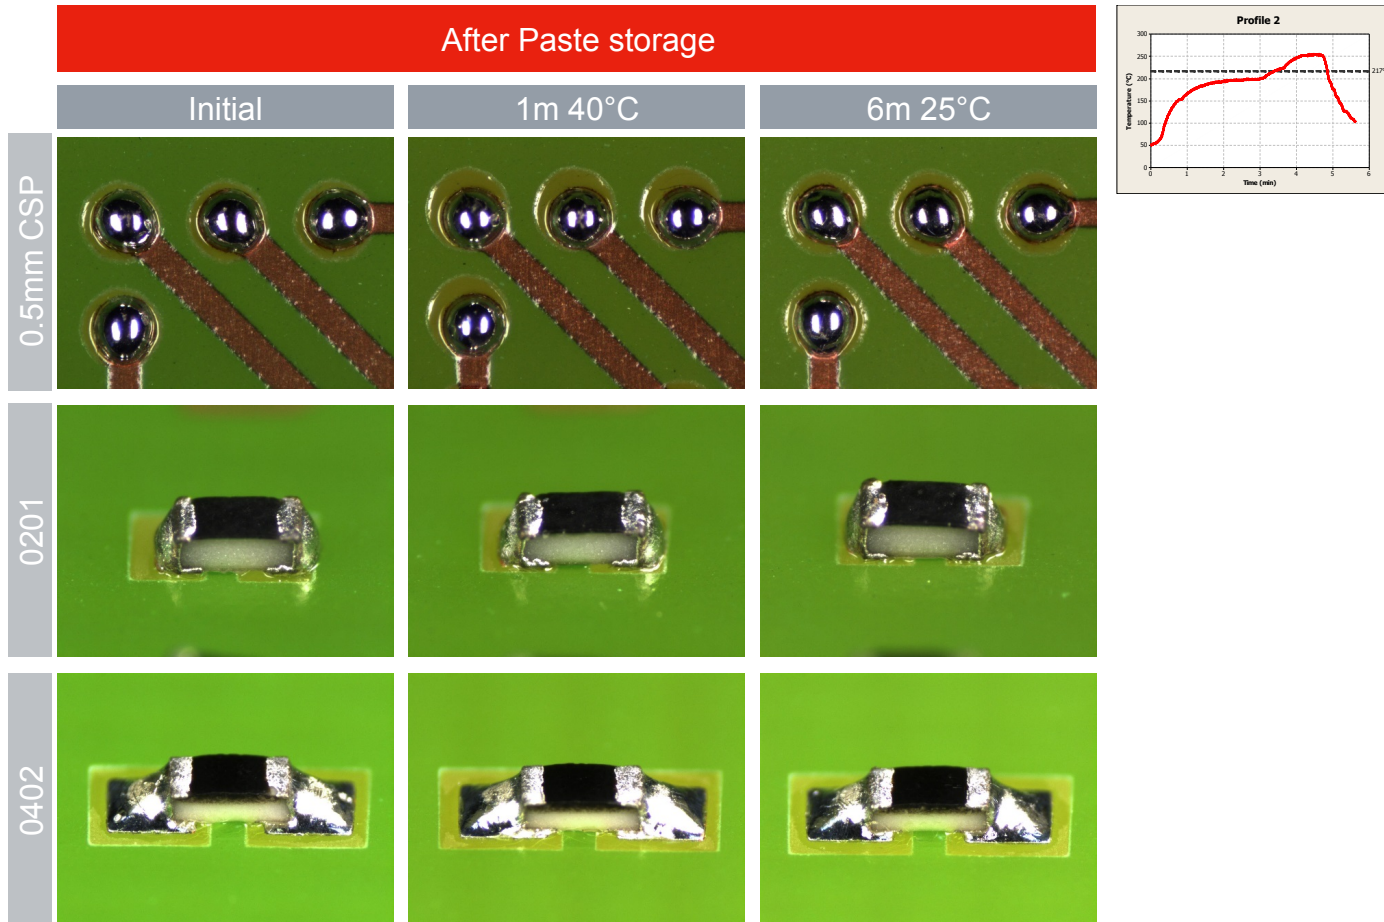 After Paste storage
Initial
1m 40°C
6m 25°C
0.5mm CSP
0201
0402
Profile 2
Temperature (°C)
300
250
200
150
100
50
0
217°
0
1
2
3
4
5
6
Time (min)